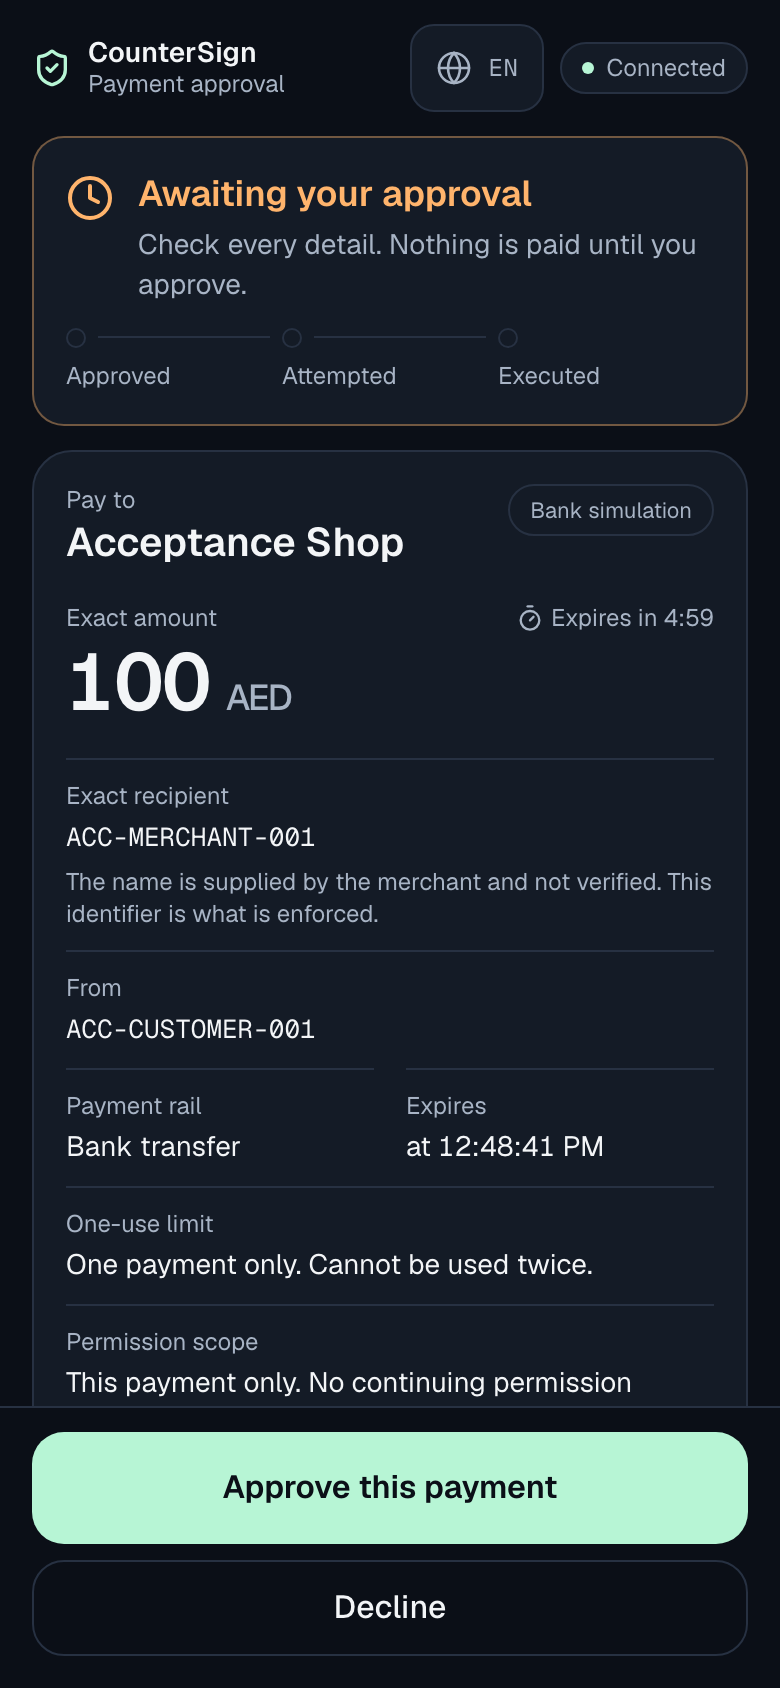 CounterSign
Payment approval
EN
Connected
Awaiting your approval
Check every detail. Nothing is paid until you
approve.
Approved
Attempted
Executed
Pay to
Acceptance Shop
Bank simulation
Exact amount
Expires in 4:59
100 AED
Exact recipient
ACC-MERCHANT-001
The name is supplied by the merchant and not verified. This
identifier is what is enforced.
From
ACC-CUSTOMER-001
Payment rail
Bank transfer
Expires
at 12:48:41 PM
One-use limit
One payment only. Cannot be used twice.
Permission scope
This payment only. No continuing permission
Approve this payment
Decline